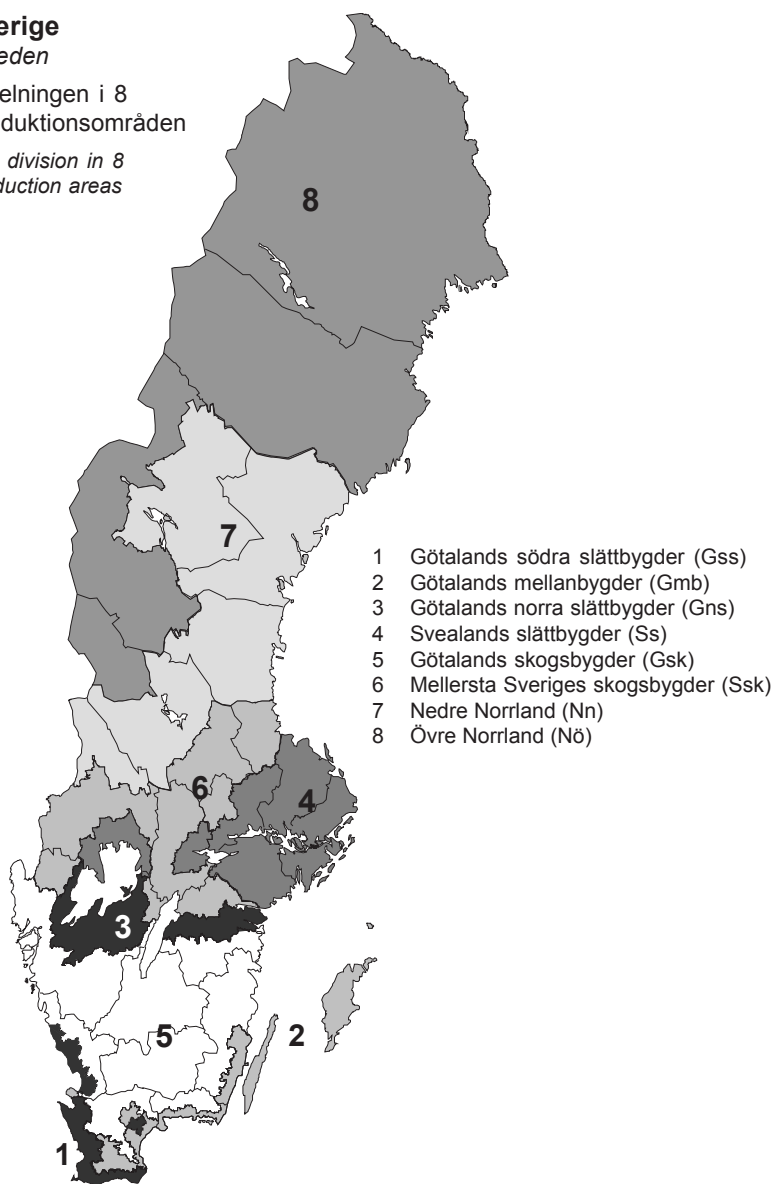 erige
eden
elningen i 8
duktionsområden
division in 8
duction areas
8
7
1 Götalands södra slättbygder (Gss)
2 Götalands mellanbygder (Gmb)
3 Götalands norra slättbygder (Gns)
4 Svealands slättbygder (Ss)
5 Götalands skogsbygder (Gsk)
6 Mellersta Sveriges skogsbygder (Ssk)
7 Nedre Norrland (Nn)
8 Övre Norrland (Nö)
6
4
3
5
2
1